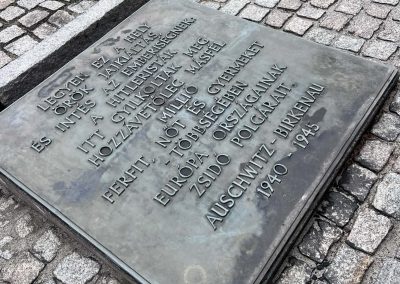 LEGYEN EZ A HELY
ÖRÖK JAJKIÁLTÁS
ÉS INTÉS AZ EMBERISÉGHEZ
A HITLERISTÁK
ITT GYILKOLTAK MEG
HOZZÁVETŐLEG MÁSFÉL
MILLIÓ
FÉRFIT, NŐT ÉS GYERMEKET
- TÖBBSÉGÉBEN
EURÓPA ORSZÁGAINAK
ZSIDÓ POLGÁRAIT.
AUSCHWITZ-BIRKENAU
1940 - 1945